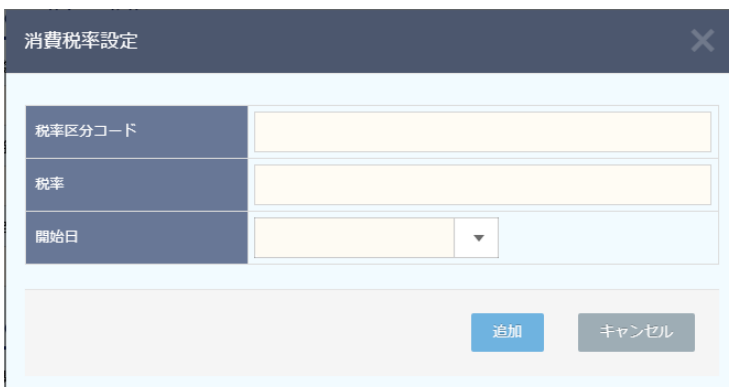 消費税率設定
税率区分コード
税率
開始日
追加
キャンセル